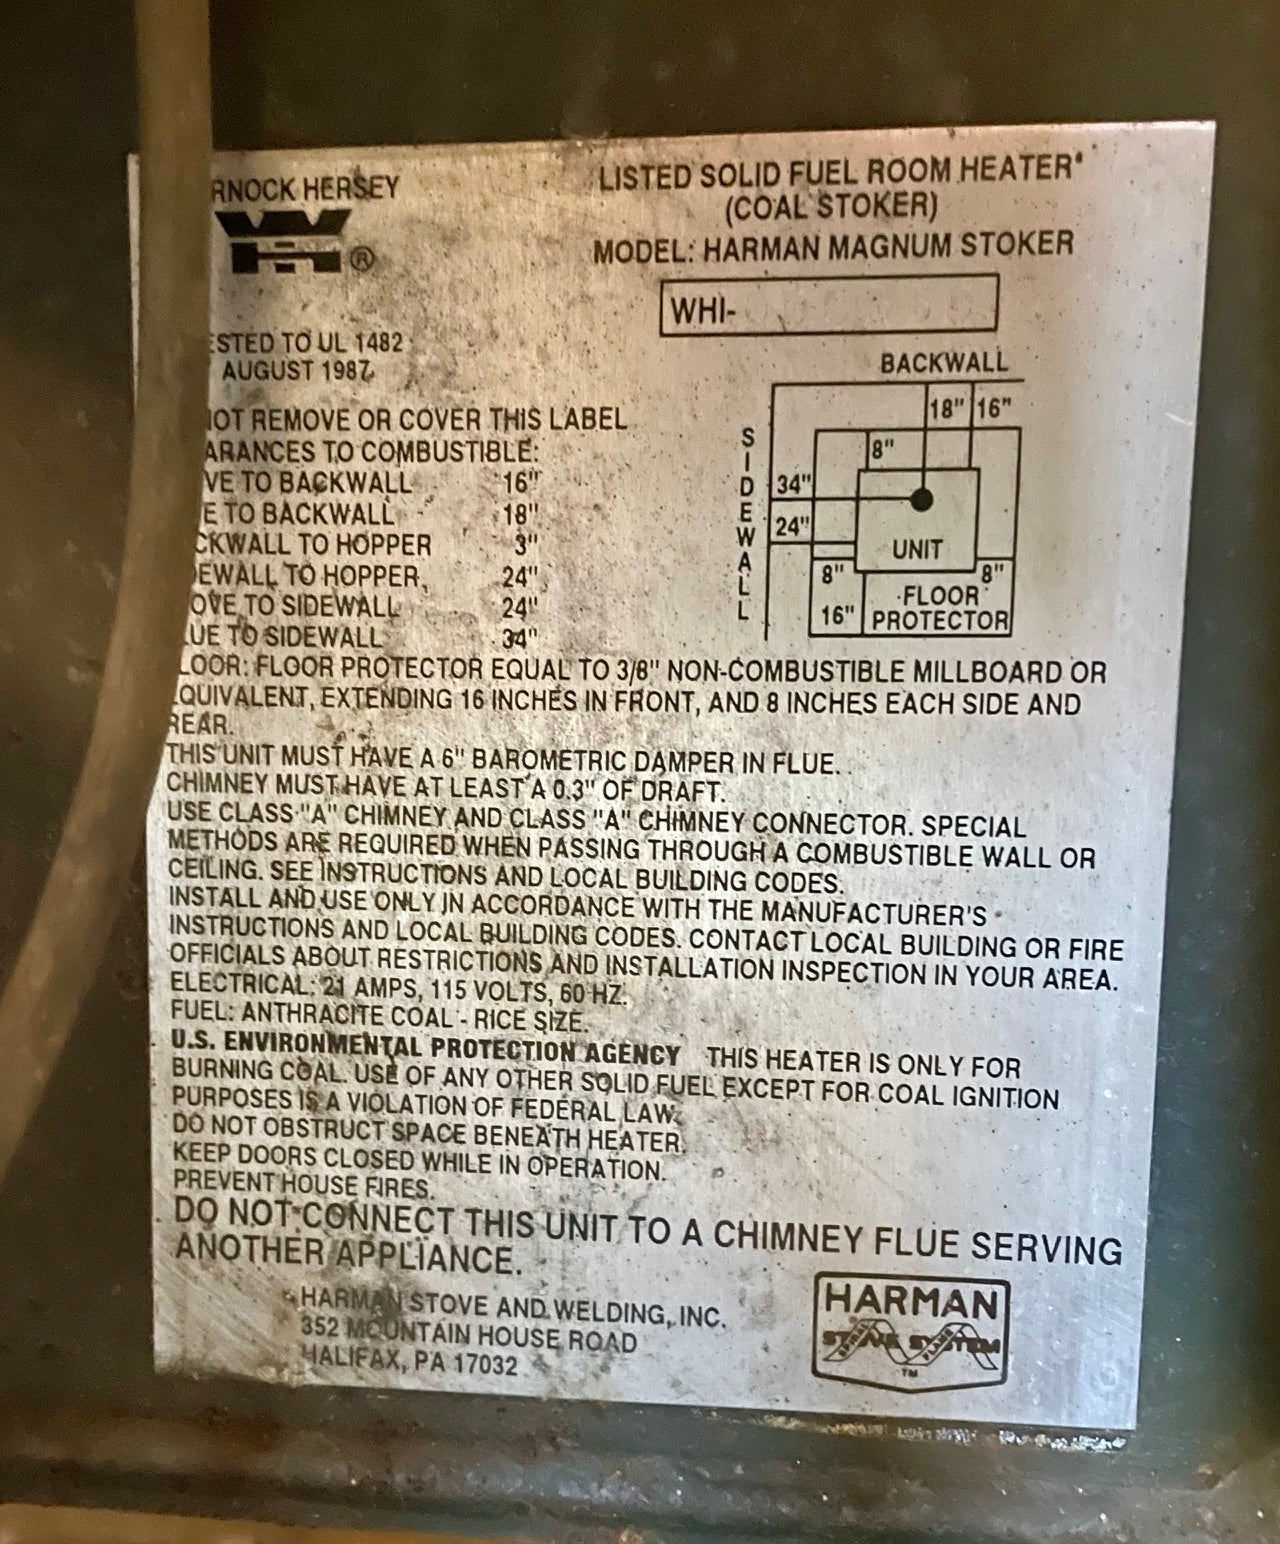 RNOCK HERSEY
WH ®
ESTED TO UL 1482
AUGUST 1987
LISTED SOLID FUEL ROOM HEATER
(COAL STOKER)
MODEL: HARMAN MAGNUM STOKER
WHI-
OT REMOVE OR COVER THIS LABEL
ARANCES TO COMBUSTIBLE:
VE TO BACKWALL 16"
E TO BACKWALL 18"
CKWALL TO HOPPER 3"
EWALL TO HOPPER 24"
OVE TO SIDEWALL 24"
UE TO SIDEWALL 34"
BACKWALL
18" 16"
8"
SIDEWALL
34"
24"
UNIT
8" 8"
16"
FLOOR
PROTECTOR
LOOR: FLOOR PROTECTOR EQUAL TO 3/8" NON-COMBUSTIBLE MILLBOARD OR
QUIVALENT, EXTENDING 16 INCHES IN FRONT, AND 8 INCHES EACH SIDE AND
REAR.
THIS UNIT MUST HAVE A 6" BAROMETRIC DAMPER IN FLUE.
CHIMNEY MUST HAVE AT LEAST A 0.3" OF DRAFT.
USE CLASS "A" CHIMNEY AND CLASS "A" CHIMNEY CONNECTOR. SPECIAL
METHODS ARE REQUIRED WHEN PASSING THROUGH A COMBUSTIBLE WALL OR
CEILING. SEE INSTRUCTIONS AND LOCAL BUILDING CODES.
INSTALL AND USE ONLY IN ACCORDANCE WITH THE MANUFACTURER'S
INSTRUCTIONS AND LOCAL BUILDING CODES. CONTACT LOCAL BUILDING OR FIRE
OFFICIALS ABOUT RESTRICTIONS AND INSTALLATION INSPECTION IN YOUR AREA.
ELECTRICAL: 21 AMPS, 115 VOLTS, 60 HZ.
FUEL: ANTHRACITE COAL - RICE SIZE.
U.S. ENVIRONMENTAL PROTECTION AGENCY THIS HEATER IS ONLY FOR
BURNING COAL. USE OF ANY OTHER SOLID FUEL EXCEPT FOR COAL IGNITION
PURPOSES IS A VIOLATION OF FEDERAL LAW.
DO NOT OBSTRUCT SPACE BENEATH HEATER.
KEEP DOORS CLOSED WHILE IN OPERATION.
PREVENT HOUSE FIRES.
DO NOT CONNECT THIS UNIT TO A CHIMNEY FLUE SERVING
ANOTHER APPLIANCE.
HARMAN STOVE AND WELDING, INC.
352 MOUNTAIN HOUSE ROAD
HALIFAX, PA 17032
HARMAN
STOVE SYSTEM
TM